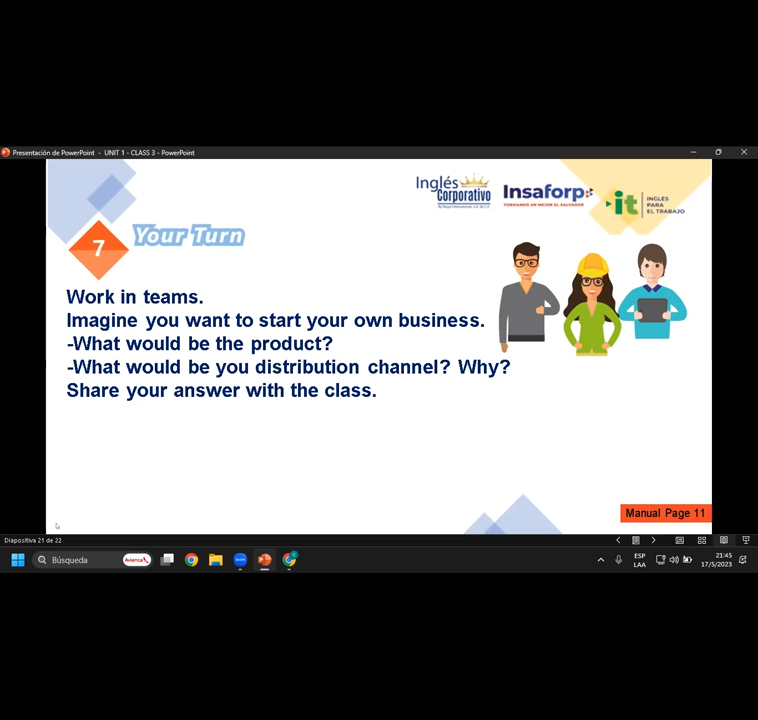 Presentación de PowerPoint - UNIT 1 - CLASS 3 - PowerPoint
Inglés
Corporativo
Insaforp
FORMANDO UN MEJOR EL SALVADOR
it
INGLÉS
PARA
EL TRABAJO
7
Your Turn
Work in teams.
Imagine you want to start your own business.
-What would be the product?
-What would be you distribution channel? Why?
Share your answer with the class.
Manual Page 11
Diapositiva 21 de 22
Búsqueda
ESP
LAA
21:45
17/5/2023